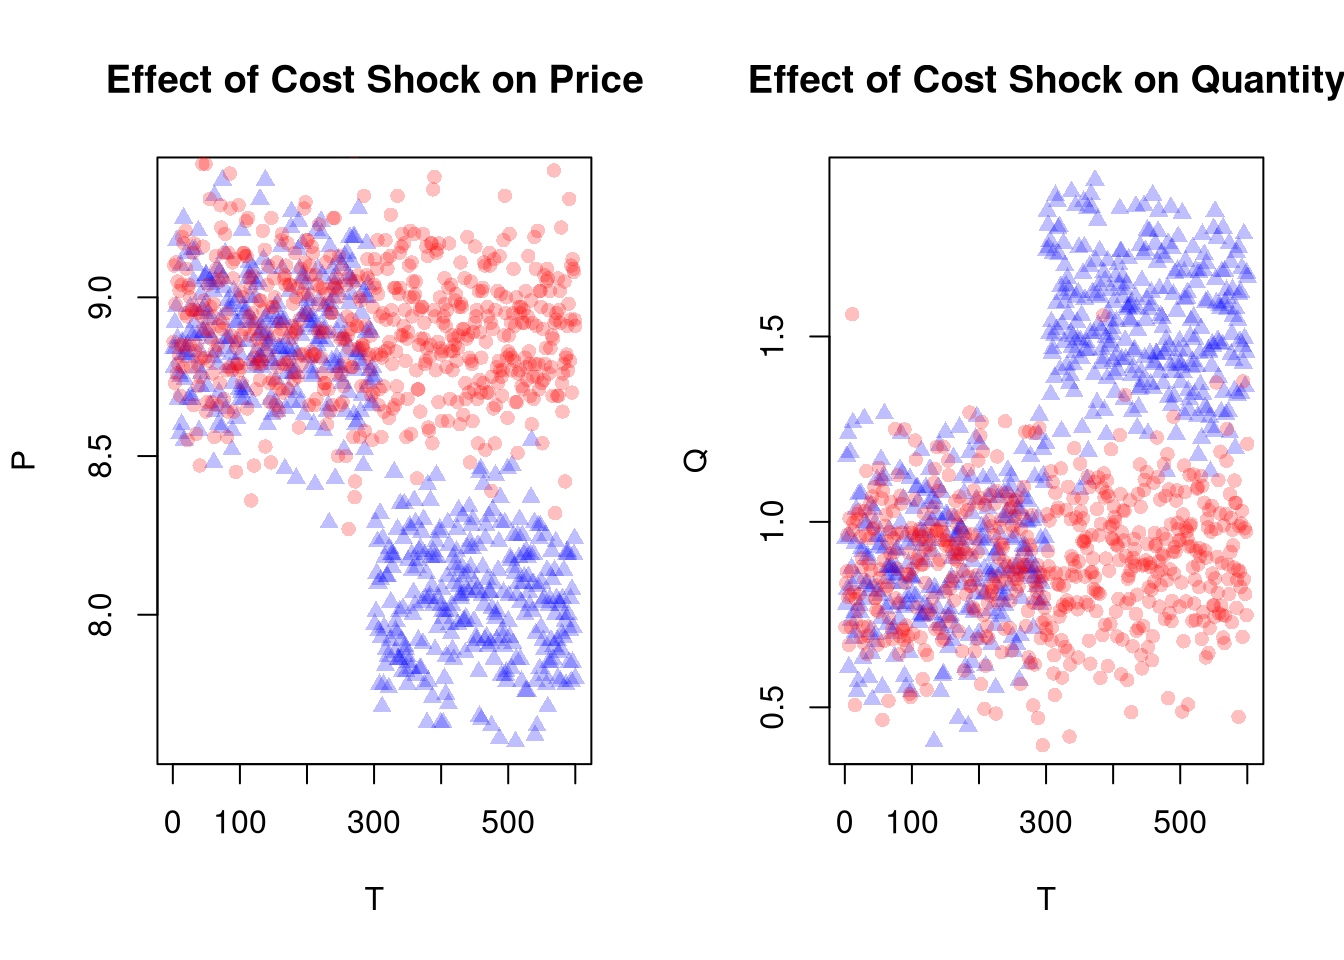 Effect of Cost Shock on Price
P
9.0
8.5
8.0
0 100 300 500
T
Effect of Cost Shock on Quantity
Q
1.5
1.0
0.5
0 100 300 500
T